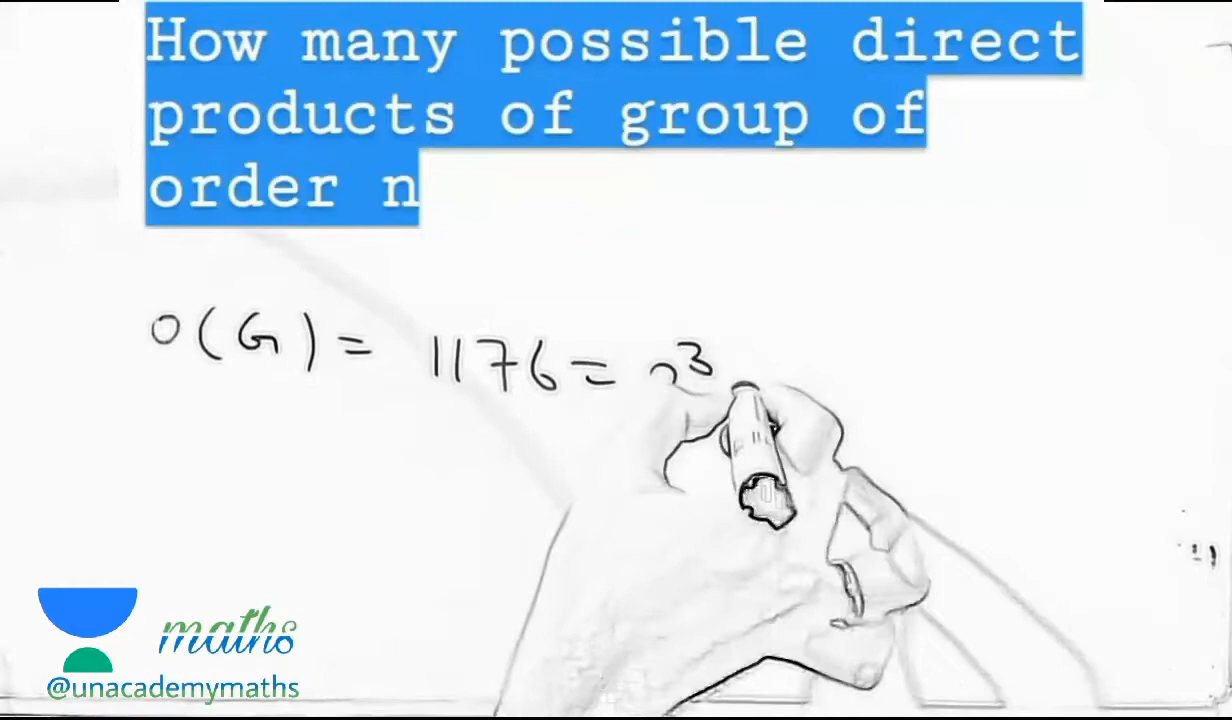 How many possible direct
products of group of
order n
O(G) = 1176 = 2³
maths
@unacademymaths